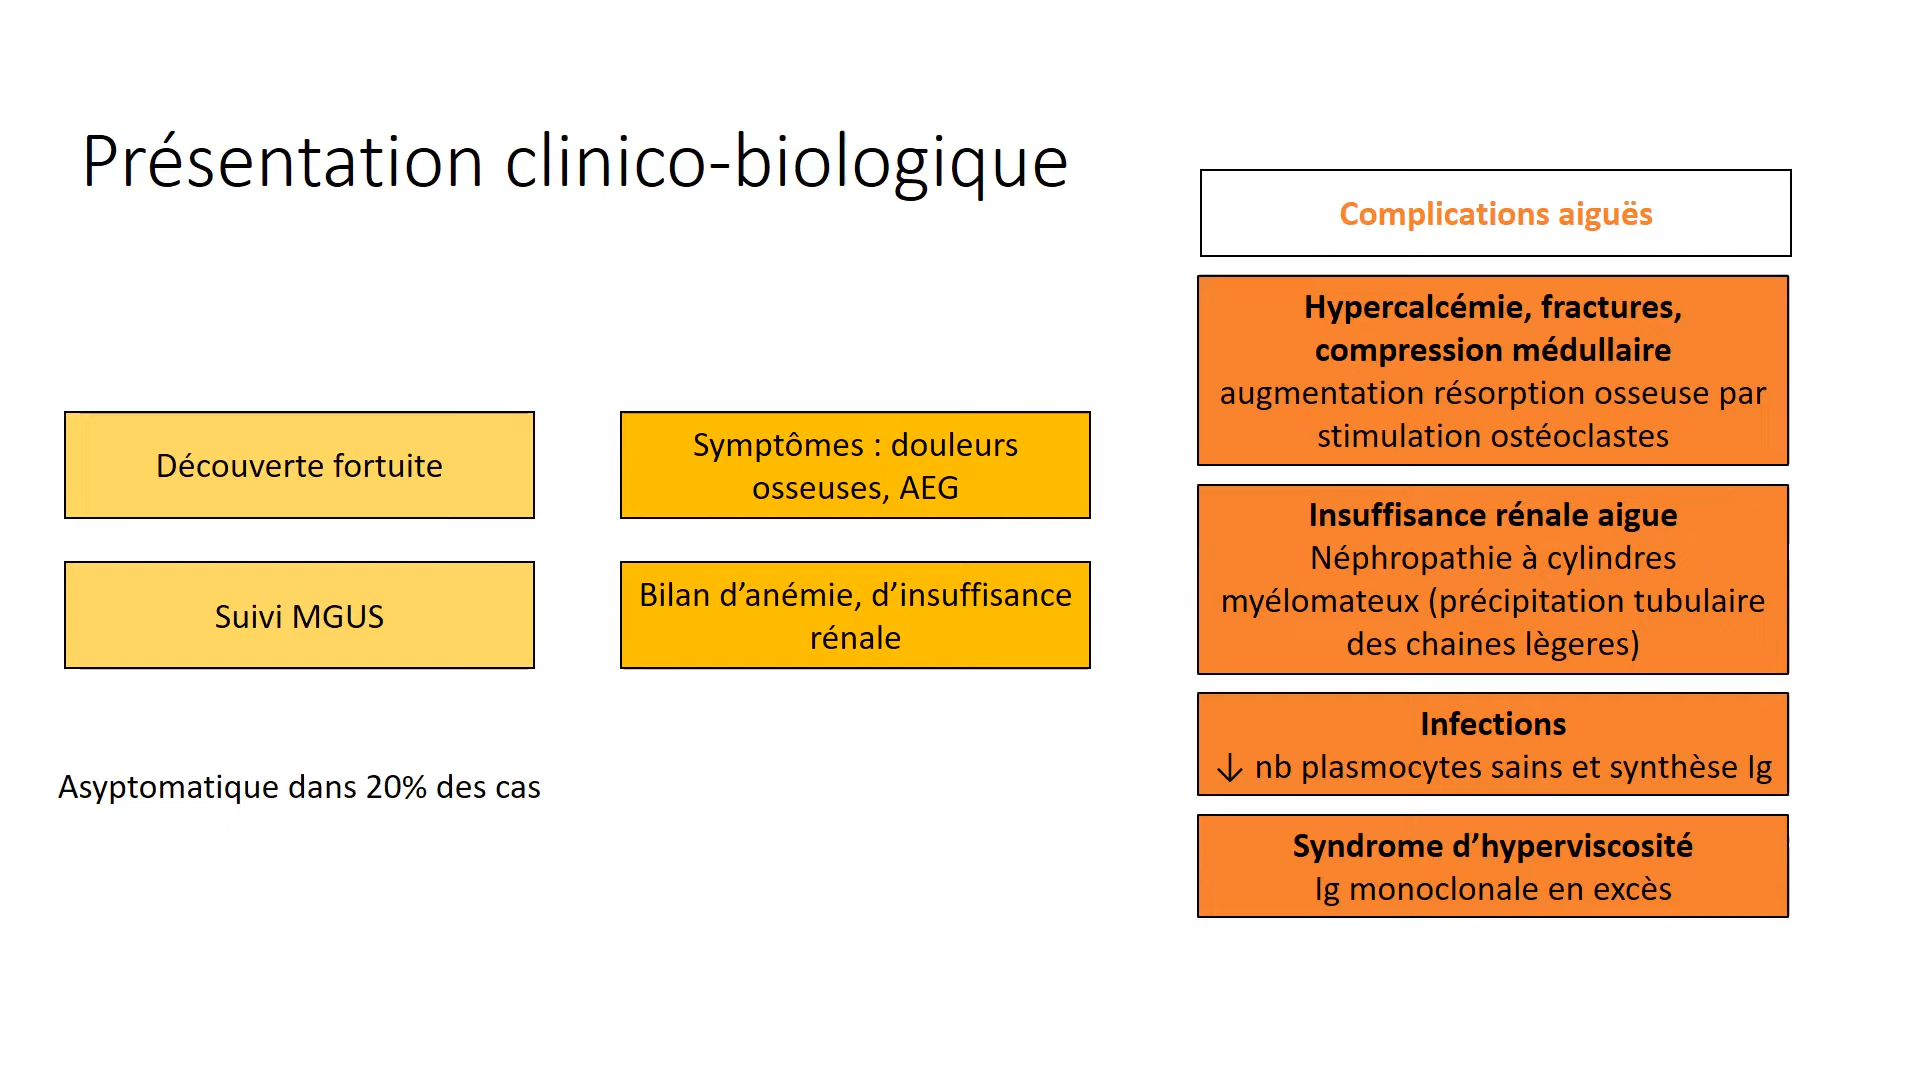 Présentation clinico-biologique
Découverte fortuite
Suivi MGUS
Asyptomatique dans 20% des cas
Symptômes : douleurs
osseuses, AEG
Bilan d’anémie, d’insuffisance
rénale
Complications aiguës
Hypercalcémie, fractures,
compression médullaire
augmentation résorption osseuse par
stimulation ostéoclastes
Insuffisance rénale aigue
Néphropathie à cylindres
myélomateux (précipitation tubulaire
des chaines lègeres)
Infections
↓ nb plasmocytes sains et synthèse Ig
Syndrome d’hyperviscosité
Ig monoclonale en excès